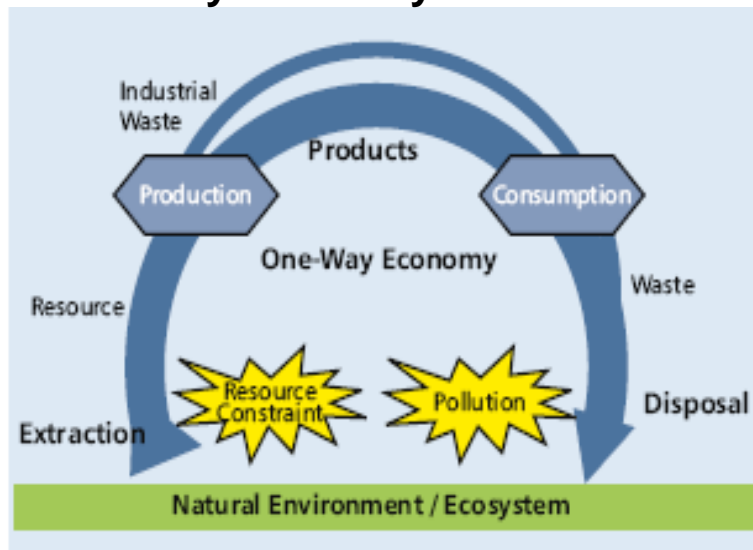 Industrial
Waste
Products
Production
Consumption
One-Way Economy
Resource
Waste
Resource
Constraint
Pollution
Extraction
Disposal
Natural Environment / Ecosystem